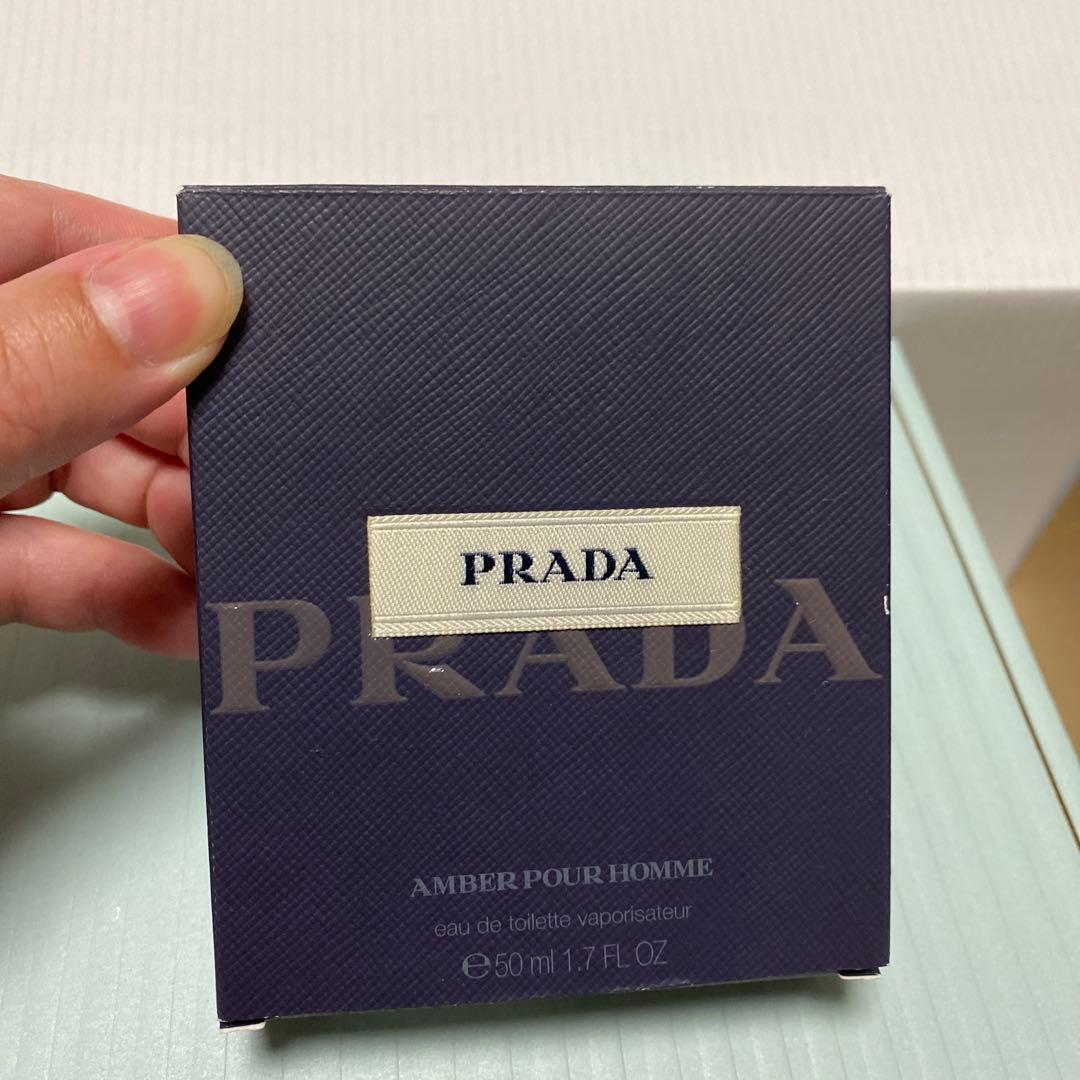 PRADA
PRADA
AMBER POUR HOMME
eau de toilette vaporisateur
℮50 ml 1.7 FL OZ